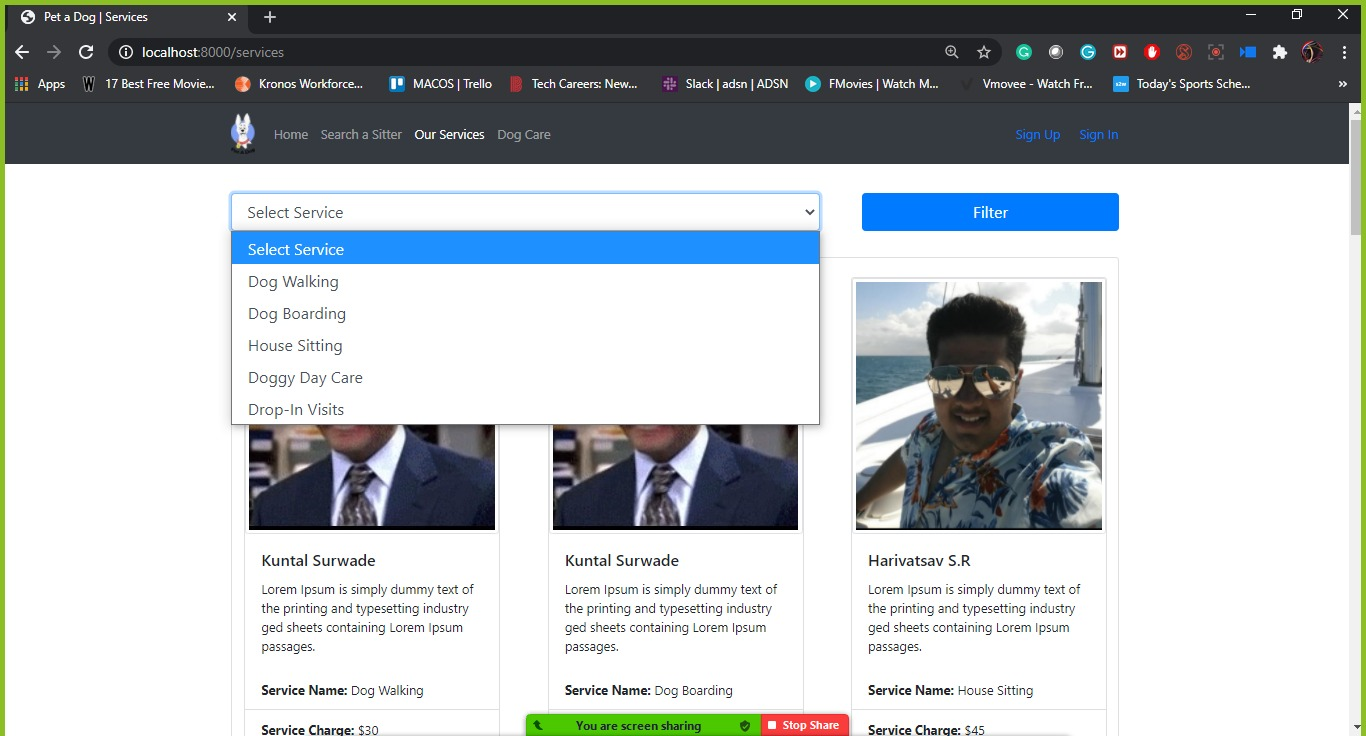 Pet a Dog | Services
localhost:8000/services
Apps
17 Best Free Movie...
Kronos Workforce...
MACOS | Trello
Tech Careers: New...
Slack | adsn | ADSN
FMovies | Watch M...
Vmovee - Watch Fr...
Today's Sports Sche...
Home
Search a Sitter
Our Services
Dog Care
Sign Up
Sign In
Select Service
Filter
Select Service
Dog Walking
Dog Boarding
House Sitting
Doggy Day Care
Drop-In Visits
Kuntal Surwade
Lorem Ipsum is simply dummy text of
the printing and typesetting industry
ged sheets containing Lorem Ipsum
passages.
Service Name: Dog Walking
Service Charge: $30
Kuntal Surwade
Lorem Ipsum is simply dummy text of
the printing and typesetting industry
ged sheets containing Lorem Ipsum
passages.
Service Name: Dog Boarding
Harivatsav S.R
Lorem Ipsum is simply dummy text of
the printing and typesetting industry
ged sheets containing Lorem Ipsum
passages.
Service Name: House Sitting
Service Charge: $45
You are screen sharing
Stop Share